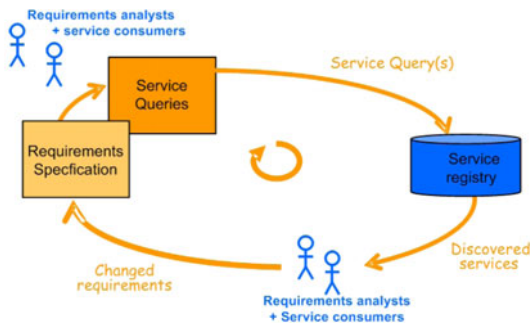 Requirements analysts
+ service consumers
Service
Queries
Service Query(s)
Requirements
Specfication
Service
registry
Discovered
services
Changed
requirements
Requirements analysts
+ Service consumers